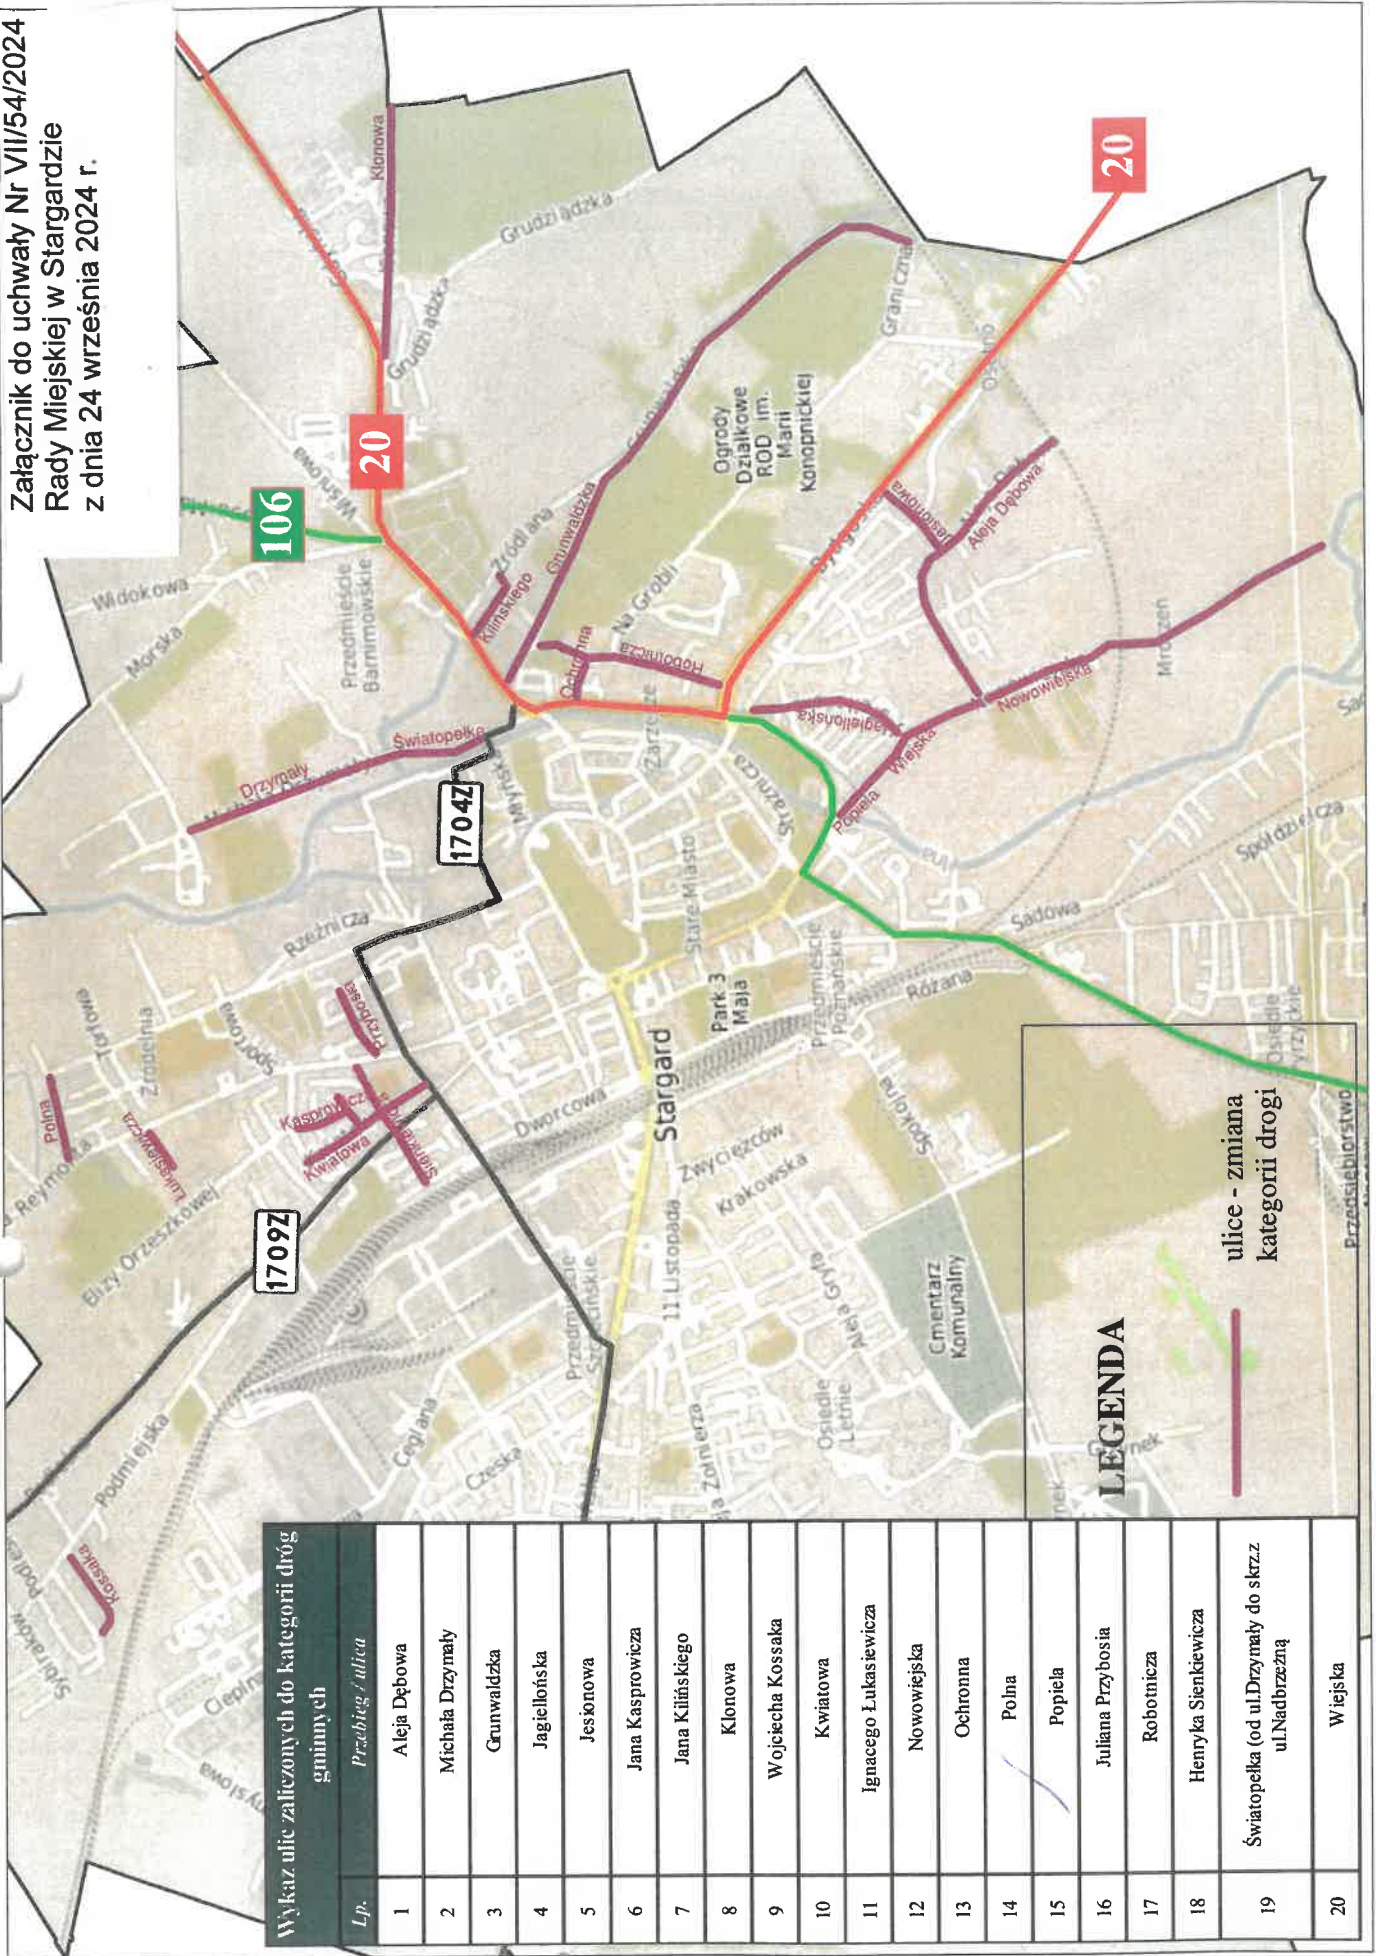 Załącznik do uchwały Nr VII/54/2024
Rady Miejskiej w Stargardzie
z dnia 24 września 2024 r.
Wykaz ulic zaliczonych do kategorii dróg
gminnych
Lp. Przebieg / ulica
1 Aleja Dębowa
2 Michała Drzymały
3 Grunwaldzka
4 Jagiellońska
5 Jesionowa
6 Jana Kasprowicza
7 Jana Kilińskiego
8 Klonowa
9 Wojciecha Kossaka
10 Kwiatowa
11 Ignacego Łukasiewicza
12 Nowowiejska
13 Ochronna
14 Polna
15 Popiela
16 Juliana Przybosia
17 Robotnicza
18 Henryka Sienkiewicza
19 Światopełka (od ul.Drzymały do skrz.z
ul.Nadbrzeżną
20 Wiejska
LEGENDA
ulice - zmiana
kategorii drogi
20
20
106
1704Z
1709Z
Klonowa
Grudziądzka
Grudziądzka
Wiśniowa
Widokowa
Morska
Przedmieście
Barnimowskie
Źródlana
Kilińskiego
Grunwaldzka
Graniczna
Ogrody
Działkowe
ROD im.
Marii
Konopnickiej
Na Grobli
Ochronna
Robotnicza
Zarzecze
Jesionowa
Aleja Dębowa
Jagiellońska
Wiejska
Nowowiejska
Popiela
Mroczen
Ina
Spółdzielcza
Sadowa
Różana
Strażnicza
Stare Miasto
Park 3
Maja
Przedmieście
Poznańskie
Świętopełka
Drzymały
Rzeźnicza
Sportowa
Torfowa
Źródelnia
Polna
Łukasiewicza
Przybosia
Kasprowicza
Kwiatowa
Sienkiewicza
Elizy Orzeszkowej
Dworcowa
Stargard
Zwycięzców
Krakowska
11 Listopada
Spokojna
Aleja Gryfa
Osiedle
Letnie
Cmentarz
Komunalny
Ceglana
Czeska
Podmiejska
Kossaka
Przedsiębiorstwo